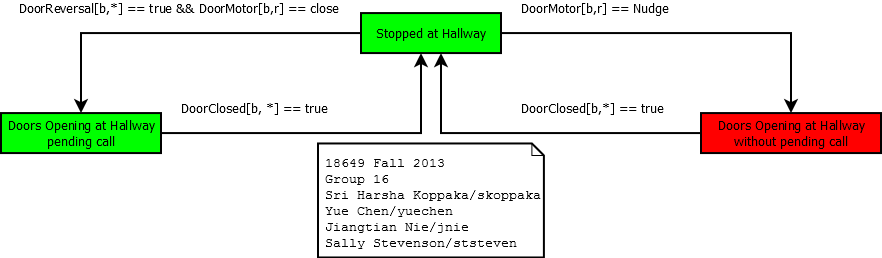 DoorReversal[b,*] == true && DoorMotor[b,r] == close
DoorMotor[b,r] == Nudge
Stopped at Hallway
DoorClosed[b, *] == true
DoorClosed[b,*] == true
Doors Opening at Hallway
pending call
Doors Opening at Hallway
without pending call
18649 Fall 2013
Group 16
Sri Harsha Koppaka/skoppaka
Yue Chen/yuechen
Jiangtian Nie/jnie
Sally Stevenson/ststeven